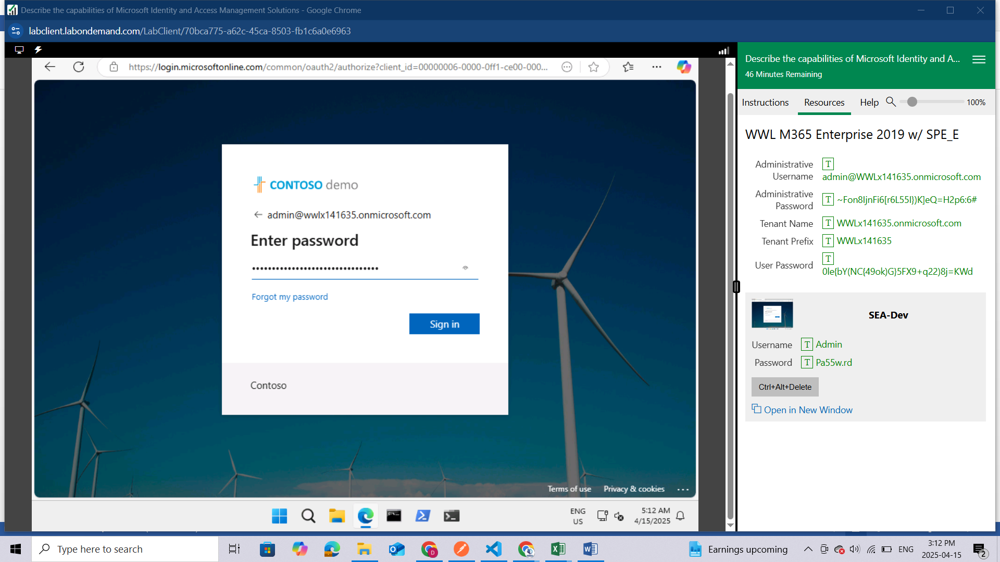 Describe the capabilities of Microsoft Identity and Access Management Solutions - Google Chrome
labclient.labondemand.com/LabClient/70bca775-a62c-45ca-8503-fb1c6a0e6963
https://login.microsoftonline.com/common/oauth2/authorize?client_id=00000006-0000-0ff1-ce00-000...
CONTOSO demo
admin@wwlx141635.onmicrosoft.com
Enter password
Forgot my password
Sign in
Contoso
Terms of use Privacy & cookies ...
ENG
US
5:12 AM
4/15/2025
Describe the capabilities of Microsoft Identity and A...
46 Minutes Remaining
Instructions Resources Help 100%
WWL M365 Enterprise 2019 w/ SPE_E
Administrative Username T admin@WWLx141635.onmicrosoft.com
Administrative Password T ~Fon8IjnFi6[r6L55I})K]eQ=H2p6:6#
Tenant Name T WWLx141635.onmicrosoft.com
Tenant Prefix T WWLx141635
User Password T 0le{bY(NC{49ok)G}5FX9+q22)8j=KWd
SEA-Dev
Username T Admin
Password T Pa55w.rd
Ctrl+Alt+Delete
Open in New Window
Type here to search
Earnings upcoming
ENG
3:12 PM
2025-04-15
2